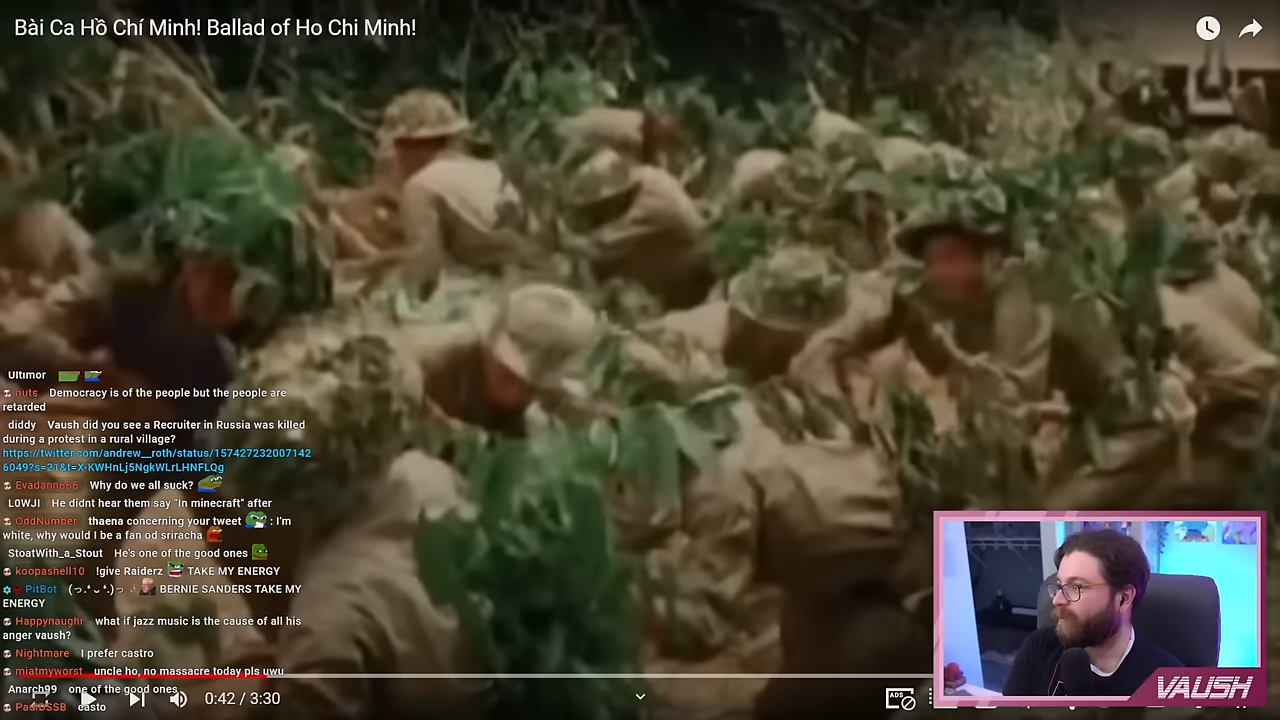 Bài Ca Hồ Chí Minh! Ballad of Ho Chi Minh!
Ultımor
nuts Democracy is of the people but the people are
retarded
diddy Vaush did you see a Recruiter in Russia was killed
during a protest in a rural village?
https://twitter.com/andrew__roth/status/157427232007142
6049?s=21&t=X-KWHnLj5NgkWLrLHNFLQg
Evadann666 Why do we all suck?
L0WJI He didnt hear them say "In minecraft" after
OddNumber thaena concerning your tweet : I'm
white, why would I be a fan od sriracha
StoatWith_a_Stout He's one of the good ones
koopasnell10 !give Raiderz TAKE MY ENERGY
PitBot BERNIE SANDERS TAKE MY
ENERGY
Happynaughr what if jazz music is the cause of all his
anger vaush?
Nightmare I prefer castro
miatmyworst uncle ho, no massacre today pls uwu
Anarch99 one of the good ones
PaulDSSB casto
0:42 / 3:30
ADS
VAUSH